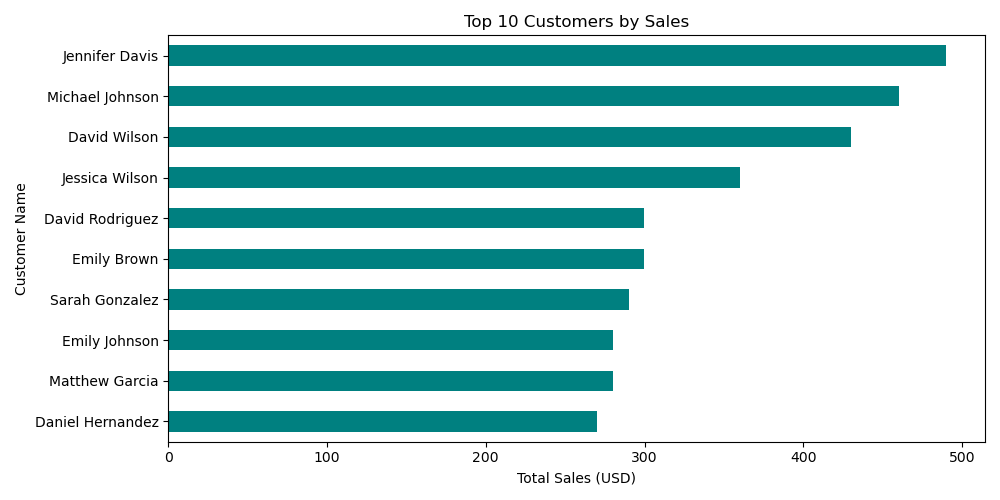 Top 10 Customers by Sales
Customer Name
Jennifer Davis
Michael Johnson
David Wilson
Jessica Wilson
David Rodriguez
Emily Brown
Sarah Gonzalez
Emily Johnson
Matthew Garcia
Daniel Hernandez
0 100 200 300 400 500
Total Sales (USD)